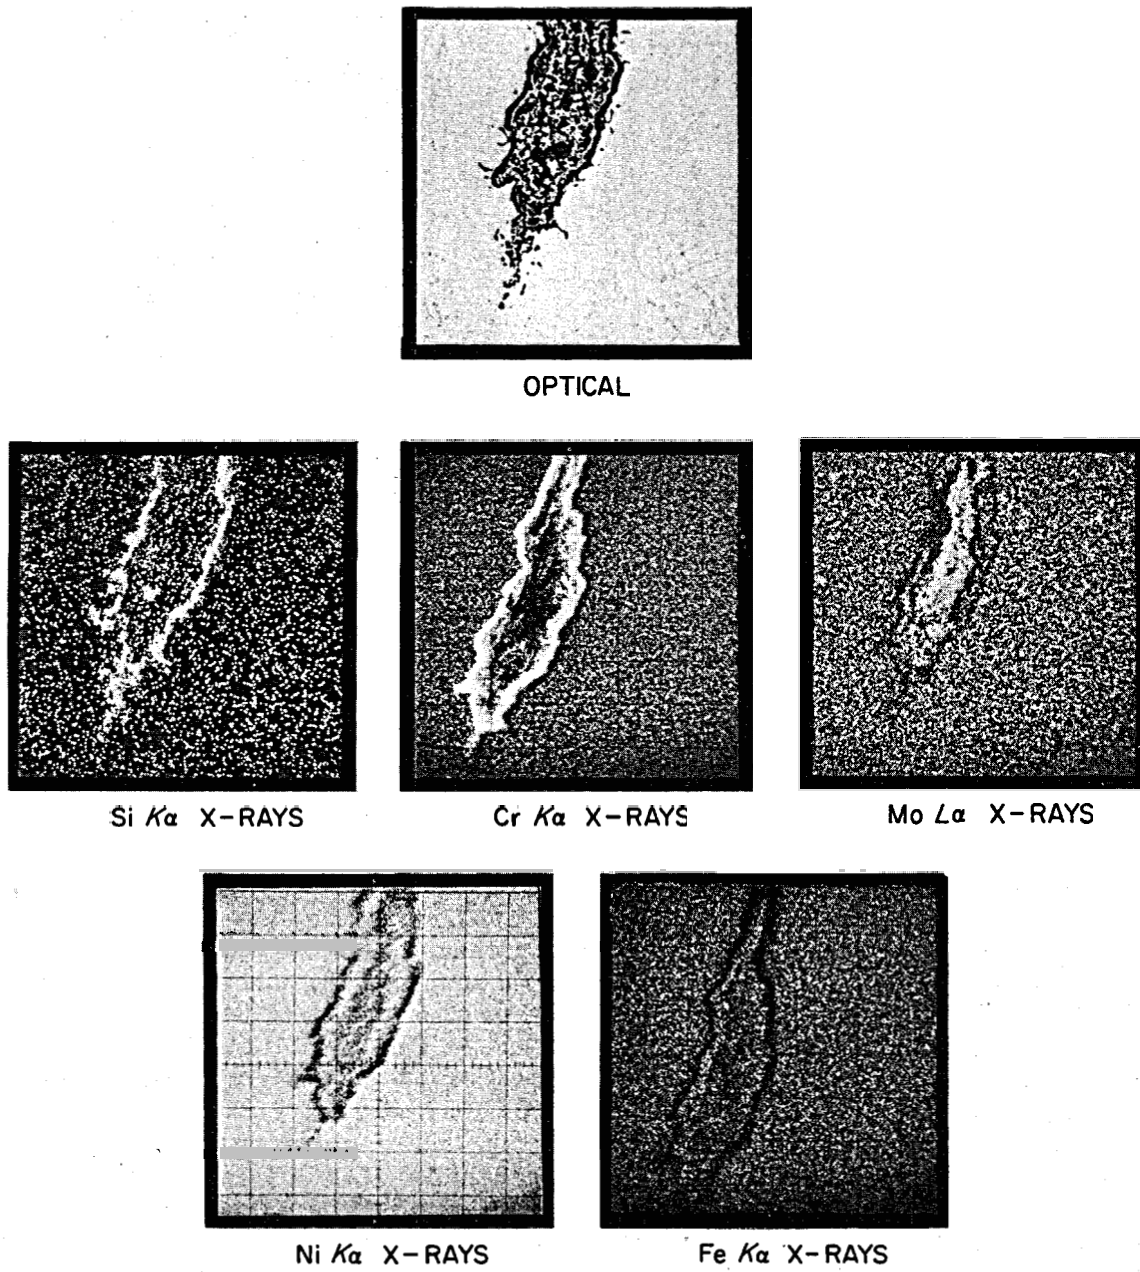 OPTICAL
Si Kα X-RAYS
Cr Kα X-RAYS
Mo Lα X-RAYS
Ni Kα X-RAYS
Fe Kα X-RAYS